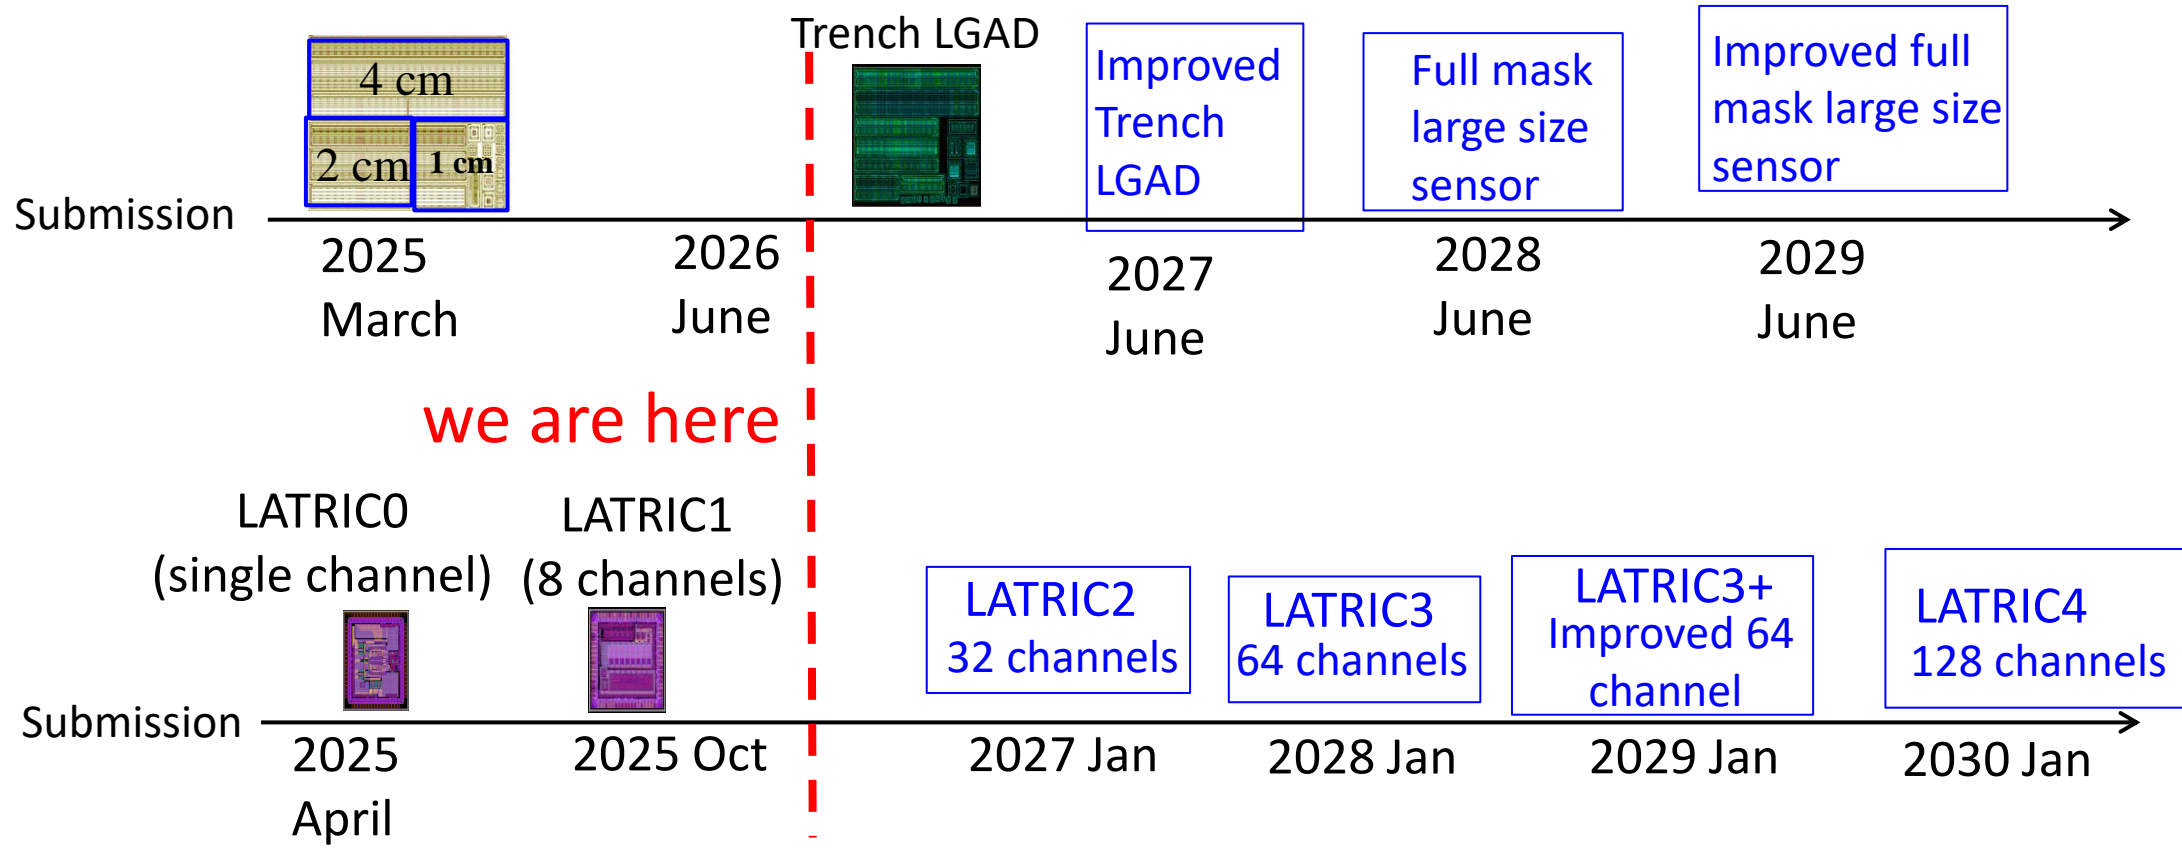 Trench LGAD
4 cm
2 cm
1 cm
Improved
Trench
LGAD
Full mask
large size
sensor
Improved full
mask large size
sensor
Submission
2025
March
2026
June
2027
June
2028
June
2029
June
we are here
LATRIC0
(single channel)
LATRIC1
(8 channels)
LATRIC2
32 channels
LATRIC3
64 channels
LATRIC3+
Improved 64
channel
LATRIC4
128 channels
Submission
2025
April
2025 Oct
2027 Jan
2028 Jan
2029 Jan
2030 Jan